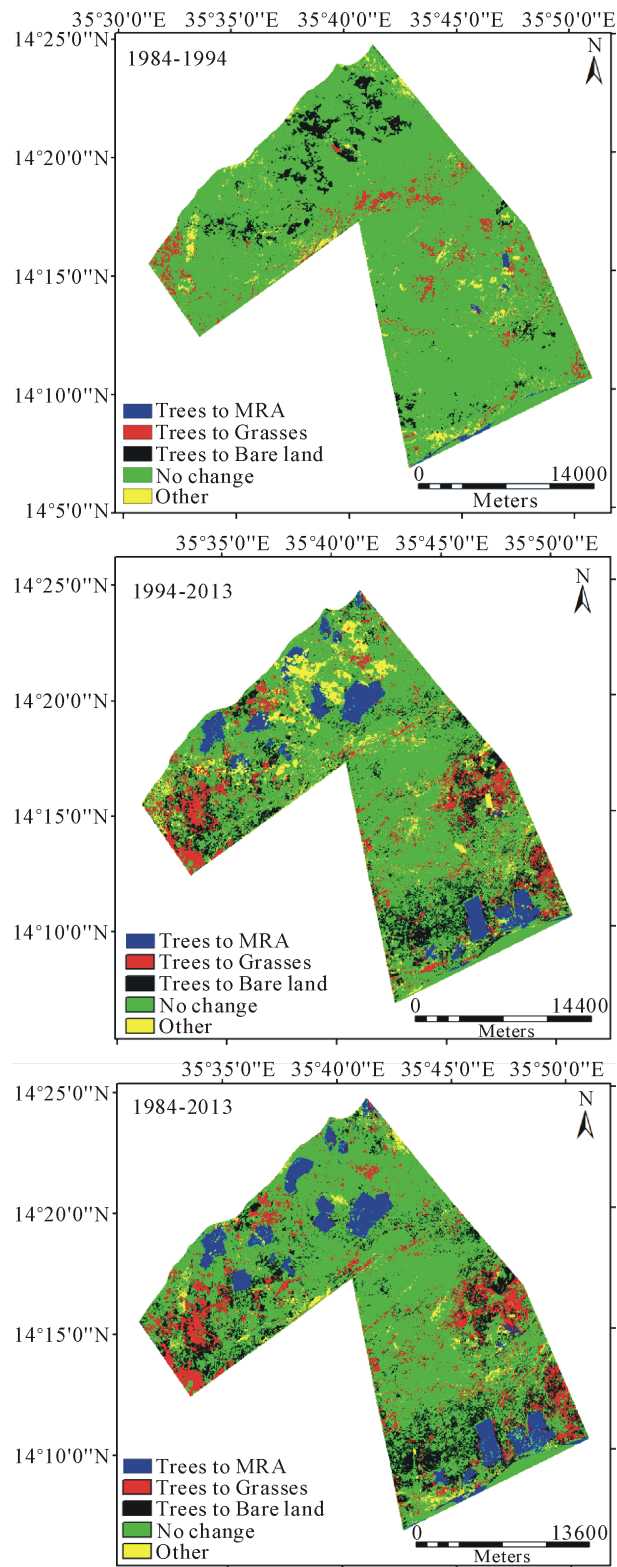 35°30'0"E 35°35'0"E 35°40'0"E 35°45'0"E 35°50'0"E
14°25'0"N
1984-1994
N
14°20'0"N
14°15'0"N
14°10'0"N
Trees to MRA
Trees to Grasses
Trees to Bare land
No change
Other
0 14000
Meters
14°5'0"N
35°35'0"E 35°40'0"E 35°45'0"E 35°50'0"E
14°25'0"N
1994-2013
N
14°20'0"N
14°15'0"N
14°10'0"N
Trees to MRA
Trees to Grasses
Trees to Bare land
No change
Other
0 14400
Meters
35°35'0"E 35°40'0"E 35°45'0"E 35°50'0"E
14°25'0"N
1984-2013
N
14°20'0"N
14°15'0"N
14°10'0"N
Trees to MRA
Trees to Grasses
Trees to Bare land
No change
Other
0 13600
Meters